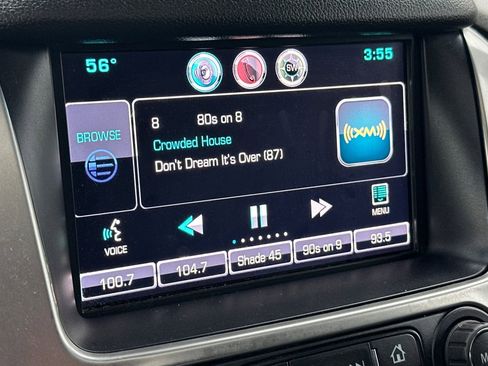 56°
SW
3:55
8 80s on 8
BROWSE
Crowded House
Don't Dream It's Over (87)
((XM))
VOICE
MENU
100.7 104.7 Shade 45 90s on 9 93.5
M